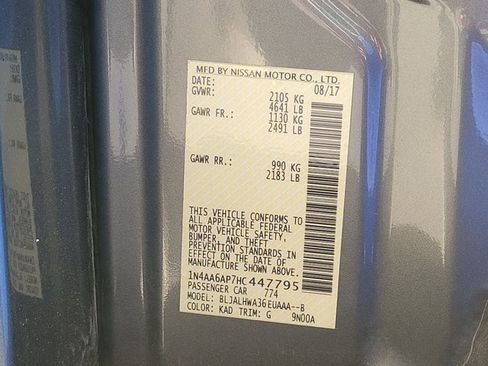 MFD BY NISSAN MOTOR CO., LTD.
DATE: 08/17
GVWR: 2105 KG
4641 LB
GAWR FR.: 1130 KG
2491 LB
GAWR RR.: 990 KG
2183 LB
THIS VEHICLE CONFORMS TO
ALL APPLICABLE FEDERAL
MOTOR VEHICLE SAFETY,
BUMPER, AND THEFT
PREVENTION STANDARDS IN
EFFECT ON THE DATE OF
MANUFACTURE SHOWN ABOVE.
1N4AA6AP7HC447795
PASSENGER CAR 774
MODEL: BLJALHWA36EUAAA--B
COLOR: KAD TRIM: G 9N00A